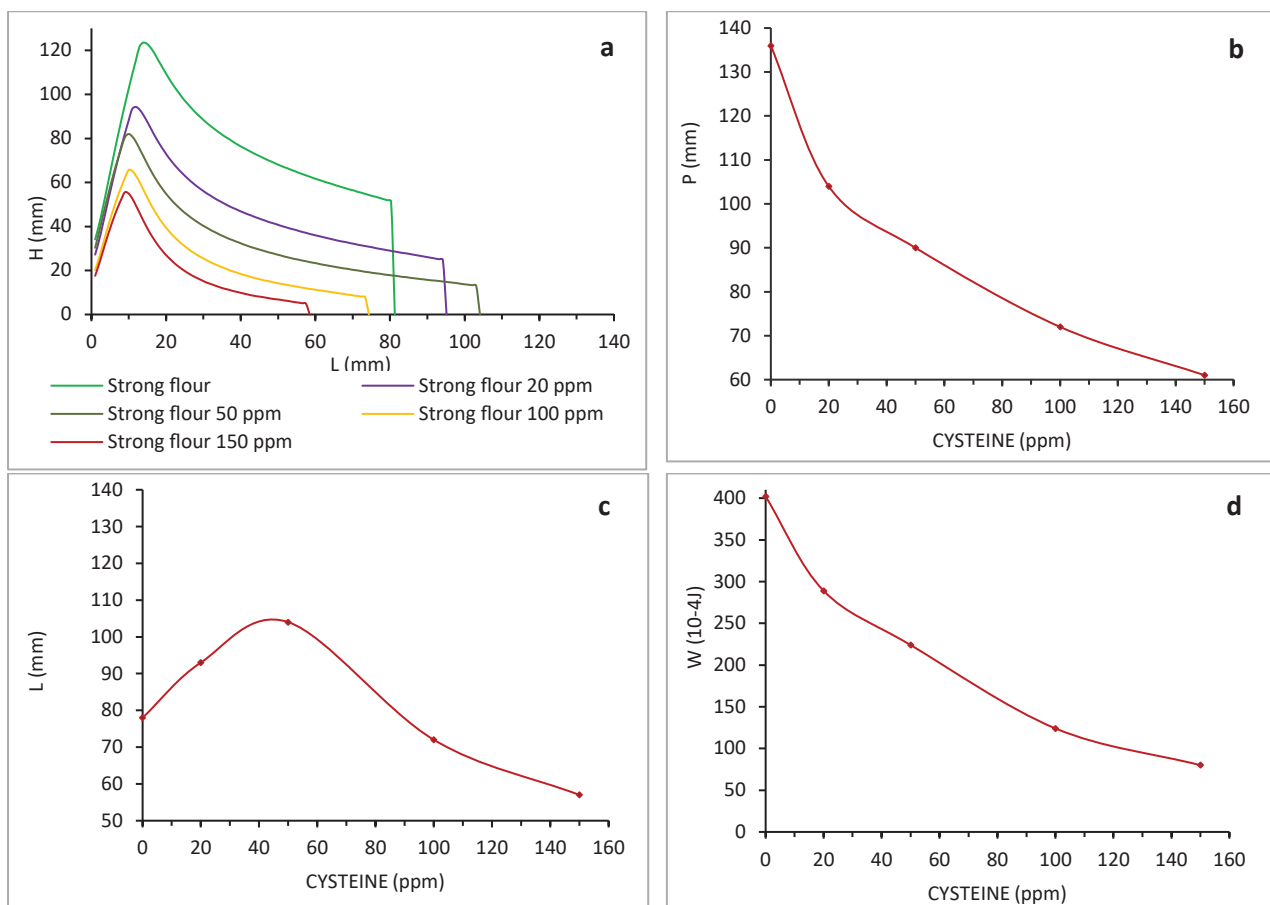 a
120
100
80
60
40
20
0
H (mm)
0 20 40 60 80 100 120 140
L (mm)
Strong flour
Strong flour 20 ppm
Strong flour 50 ppm
Strong flour 100 ppm
Strong flour 150 ppm
b
140
130
120
110
100
90
80
70
60
P (mm)
0 20 40 60 80 100 120 140 160
CYSTEINE (ppm)
c
140
130
120
110
100
90
80
70
60
50
L (mm)
0 20 40 60 80 100 120 140 160
CYSTEINE (ppm)
d
400
350
300
250
200
150
100
50
0
W (10-4J)
0 20 40 60 80 100 120 140 160
CYSTEINE (ppm)